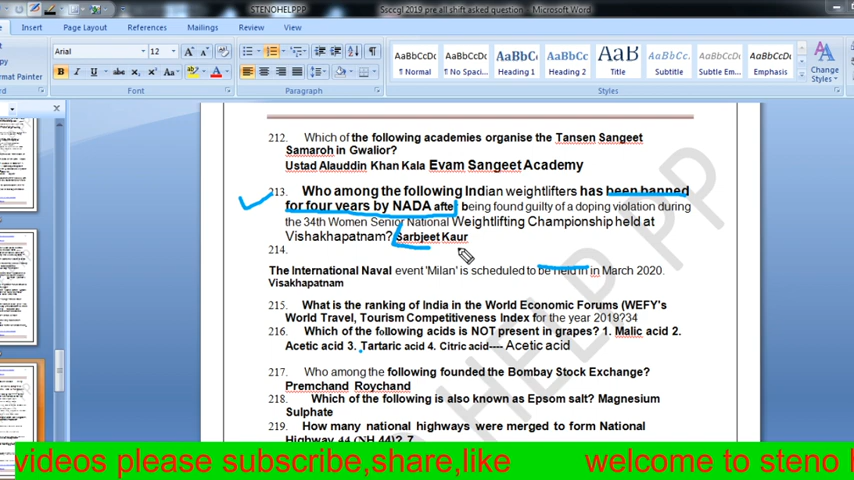 STENOHELPPP
Ssccgl 2019 pre all shift asked question - Microsoft Word
Insert Page Layout References Mailings Review View
Arial 12
Format Painter
Font Paragraph Styles
AaBbCcDc AaBbCcDc AaBbC AaBbCc AaB AaBbCc. AaBbCcDc AaBbCcDc
¶ Normal ¶ No Spaci... Heading 1 Heading 2 Title Subtitle Subtle Em... Emphasis
Change
Styles
212. Which of the following academies organise the Tansen Sangeet
Samaroh in Gwalior?
Ustad Alauddin Khan Kala Evam Sangeet Academy
213. Who among the following Indian weightlifters has been banned
for four years by NADA after being found guilty of a doping violation during
the 34th Women Senior National Weightlifting Championship held at
Vishakhapatnam? Sarbjeet Kaur
214.
The International Naval event 'Milan' is scheduled to be held in in March 2020.
Visakhapatnam
215. What is the ranking of India in the World Economic Forums (WEFY's
World Travel, Tourism Competitiveness Index for the year 2019?34
216. Which of the following acids is NOT present in grapes? 1. Malic acid 2.
Acetic acid 3. Tartaric acid 4. Citric acid---- Acetic acid
217. Who among the following founded the Bombay Stock Exchange?
Premchand Roychand
218. Which of the following is also known as Epsom salt? Magnesium
Sulphate
219. How many national highways were merged to form National
Highway 44 (NH 44)? 7
HELP PP
videos please subscribe,share,like welcome to steno